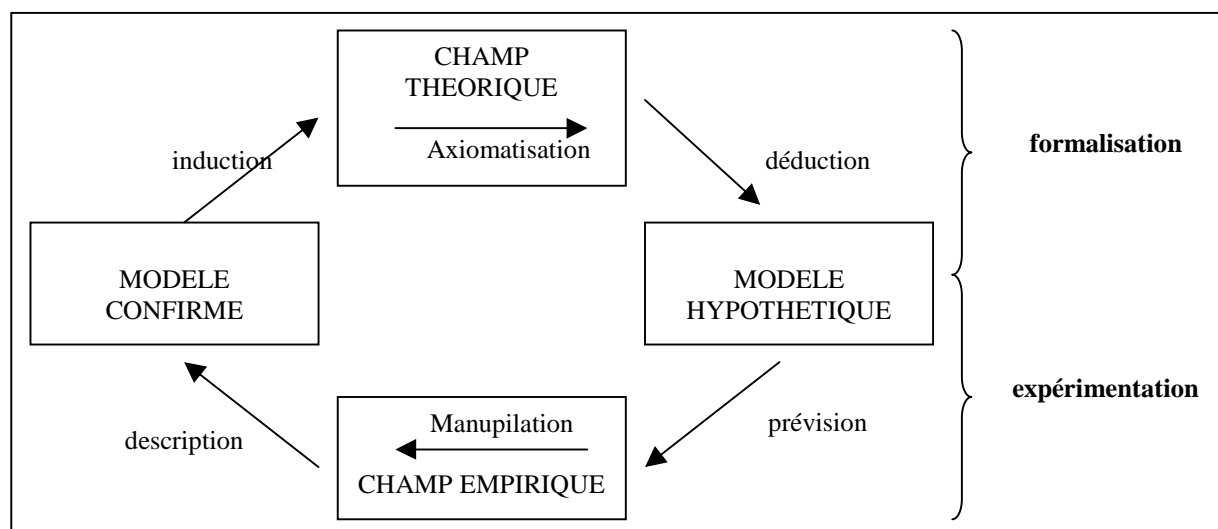 CHAMP
THEORIQUE
Axiomatisation
induction
déduction
formalisation
MODELE
CONFIRME
MODELE
HYPOTHETIQUE
expérimentation
Manupilation
description
prévision
CHAMP EMPIRIQUE